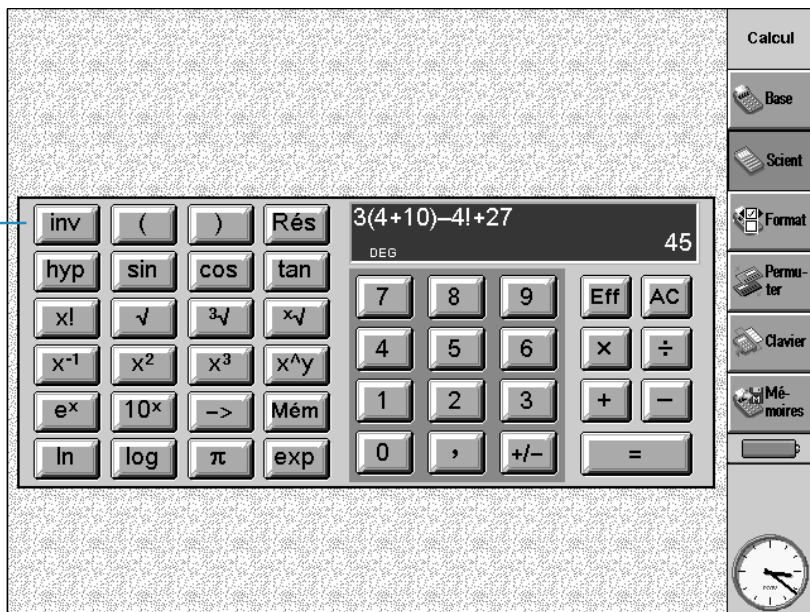 Calcul
Base
Scient
Format
Permu-
ter
Clavier
Mé-
moires
3(4+10)–4!+27
DEG
45
inv ( ) Rés
hyp sin cos tan
x! √ ³√ ˣ√
x⁻¹ x² x³ x^y
eˣ 10ˣ –> Mém
ln log π exp
7 8 9 Eff AC
4 5 6 × ÷
1 2 3 + –
0 , +/– =